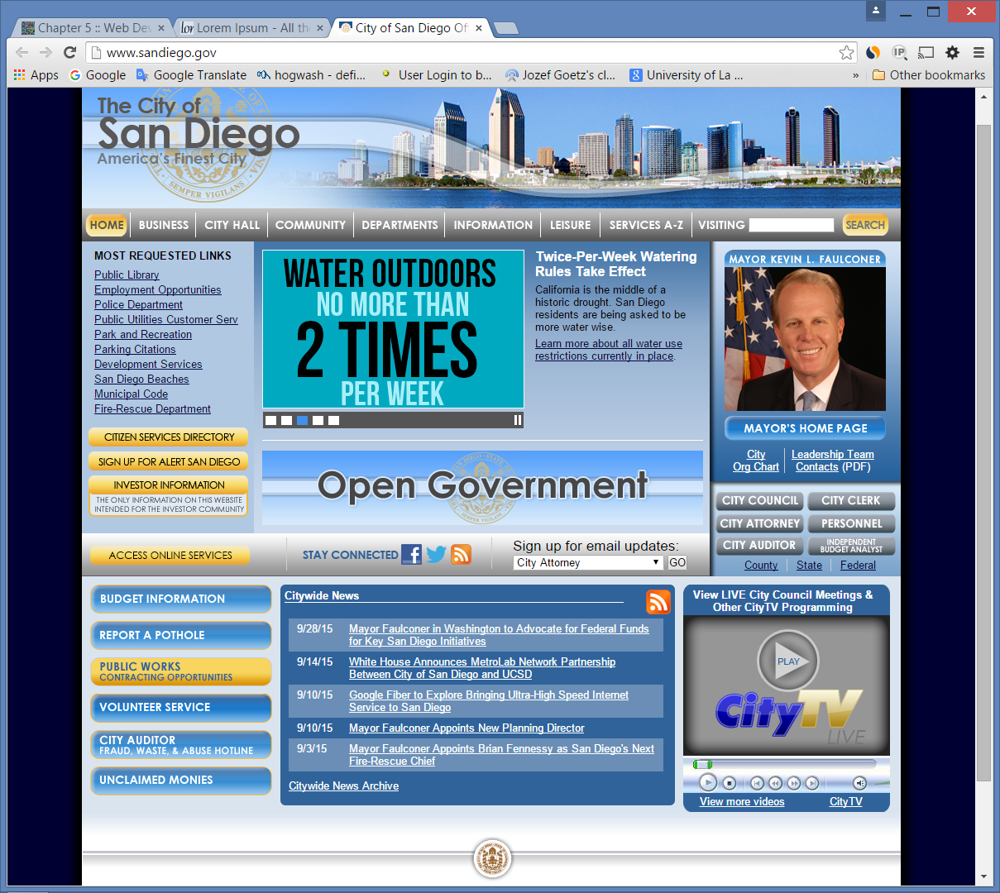 Chapter 5 :: Web Dev
Lorem Ipsum - All the
City of San Diego Of
www.sandiego.gov
IP
Apps
Google
Google Translate
hogwash - defi...
User Login to b...
Jozef Goetz's cl...
University of La ...
»
Other bookmarks
The City of
San Diego
America's Finest City
SEMPER VIGILANS
HOME
BUSINESS
CITY HALL
COMMUNITY
DEPARTMENTS
INFORMATION
LEISURE
SERVICES A-Z
VISITING
SEARCH
MOST REQUESTED LINKS
Public Library
Employment Opportunities
Police Department
Public Utilities Customer Serv
Park and Recreation
Parking Citations
Development Services
San Diego Beaches
Municipal Code
Fire-Rescue Department
CITIZEN SERVICES DIRECTORY
SIGN UP FOR ALERT SAN DIEGO
INVESTOR INFORMATION
THE ONLY INFORMATION ON THIS WEBSITE
INTENDED FOR THE INVESTOR COMMUNITY
ACCESS ONLINE SERVICES
WATER OUTDOORS
NO MORE THAN
2 TIMES
PER WEEK
Twice-Per-Week Watering
Rules Take Effect
California is the middle of a
historic drought. San Diego
residents are being asked to
be more water wise.
Learn more about all water use
restrictions currently in place.
Open Government
STAY CONNECTED
Sign up for email updates:
City Attorney
GO
MAYOR KEVIN L. FAULCONER
MAYOR'S HOME PAGE
City
Org Chart
Leadership Team
Contacts (PDF)
CITY COUNCIL
CITY CLERK
CITY ATTORNEY
PERSONNEL
CITY AUDITOR
INDEPENDENT
BUDGET ANALYST
County
State
Federal
BUDGET INFORMATION
REPORT A POTHOLE
PUBLIC WORKS
CONTRACTING OPPORTUNITIES
VOLUNTEER SERVICE
CITY AUDITOR
FRAUD, WASTE, & ABUSE HOTLINE
UNCLAIMED MONIES
Citywide News
9/28/15 Mayor Faulconer in Washington to Advocate for Federal Funds
for Key San Diego Initiatives
9/14/15 White House Announces MetroLab Network Partnership
Between City of San Diego and UCSD
9/10/15 Google Fiber to Explore Bringing Ultra-High Speed Internet
Service to San Diego
9/10/15 Mayor Faulconer Appoints New Planning Director
9/3/15 Mayor Faulconer Appoints Brian Fennessy as San Diego's Next
Fire-Rescue Chief
Citywide News Archive
View LIVE City Council Meetings &
Other CityTV Programming
PLAY
CityTV
LIVE
View more videos
CityTV